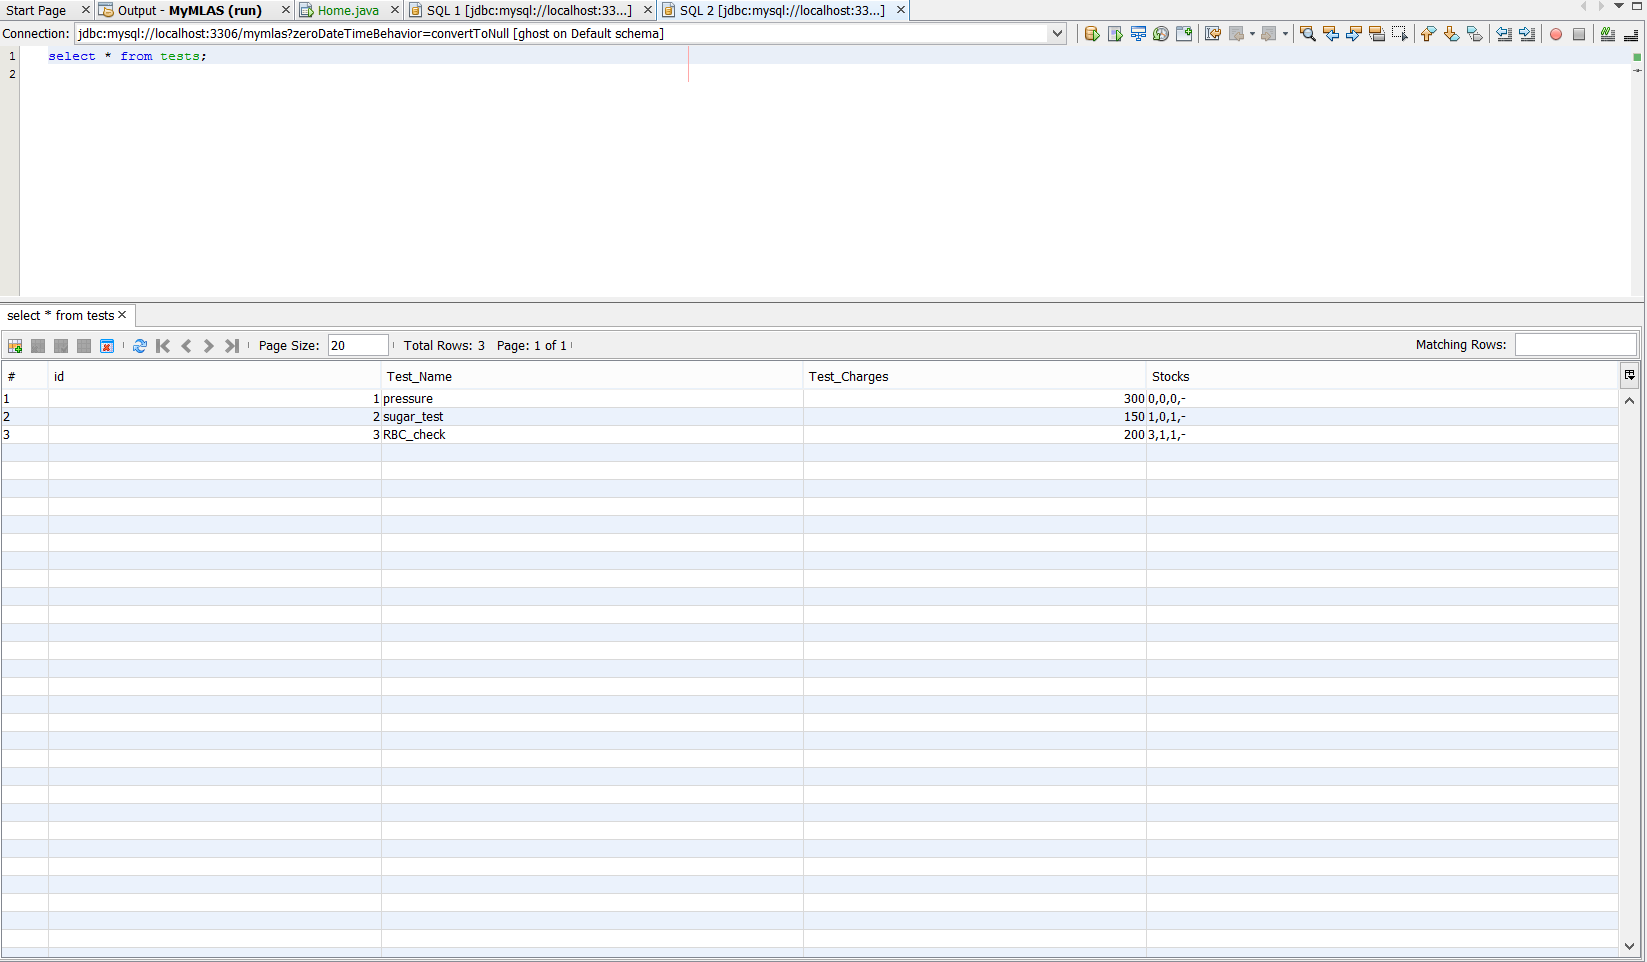 Start Page Output - MyMLAS (run) Home.java SQL 1 [jdbc:mysql://localhost:33...] SQL 2 [jdbc:mysql://localhost:33...]
Connection: jdbc:mysql://localhost:3306/mymlas?zeroDateTimeBehavior=convertToNull [ghost on Default schema]
1 select * from tests;
2
select * from tests
Page Size: 20 Total Rows: 3 Page: 1 of 1 Matching Rows:
# id Test_Name Test_Charges Stocks
1 1 pressure 300 0,0,0,-
2 2 sugar_test 150 1,0,1,-
3 3 RBC_check 200 3,1,1,-